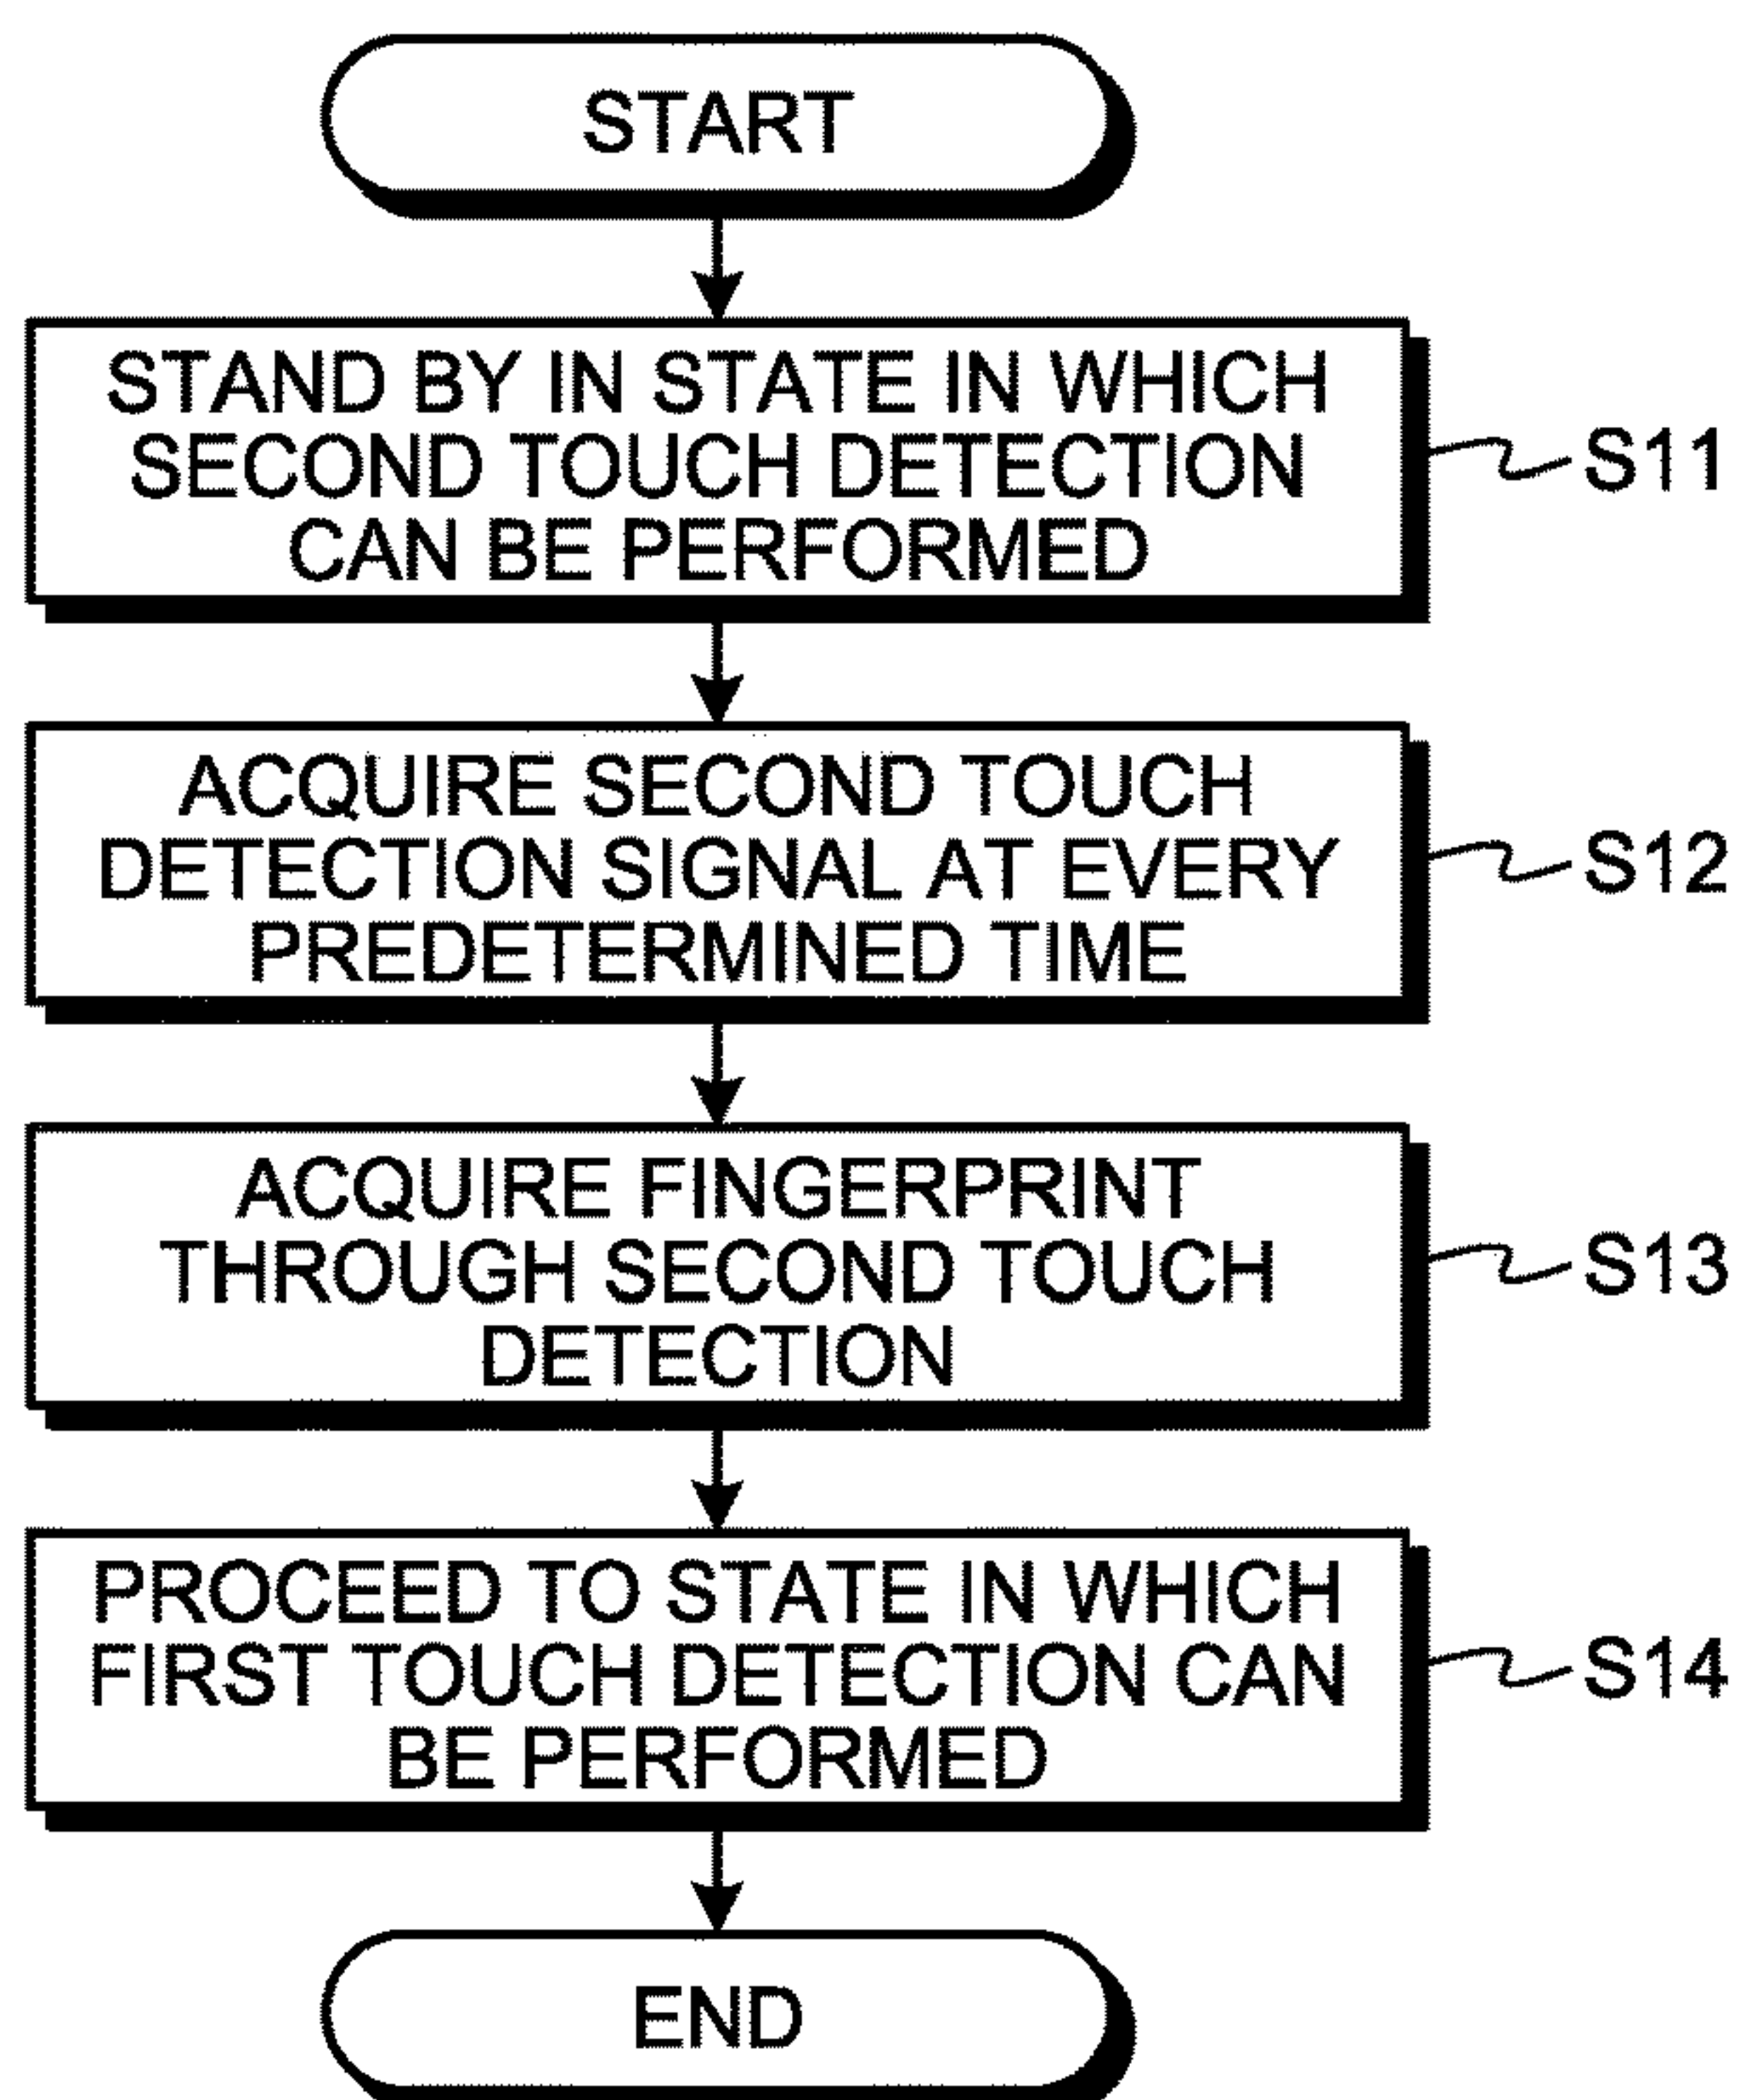 START
STAND BY IN STATE IN WHICH
SECOND TOUCH DETECTION
CAN BE PERFORMED
S11
ACQUIRE SECOND TOUCH
DETECTION SIGNAL AT EVERY
PREDETERMINED TIME
S12
ACQUIRE FINGERPRINT
THROUGH SECOND TOUCH
DETECTION
S13
PROCEED TO STATE IN WHICH
FIRST TOUCH DETECTION CAN
BE PERFORMED
S14
END